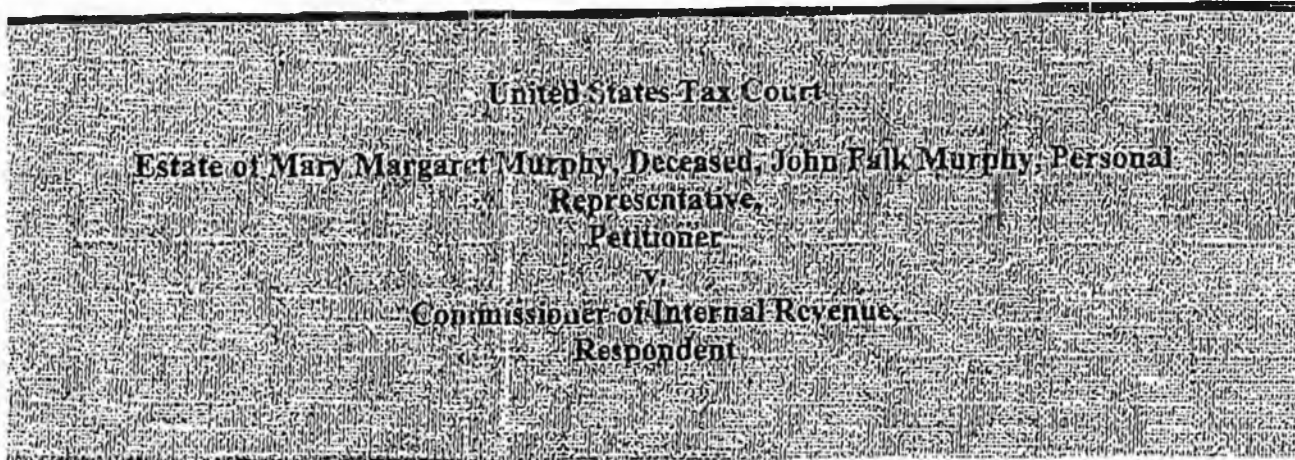 United States Tax Court
Estate of Mary Margaret Murphy, Deceased, John Falk Murphy, Personal
Representative,
Petitioner
v.
Commissioner of Internal Revenue,
Respondent